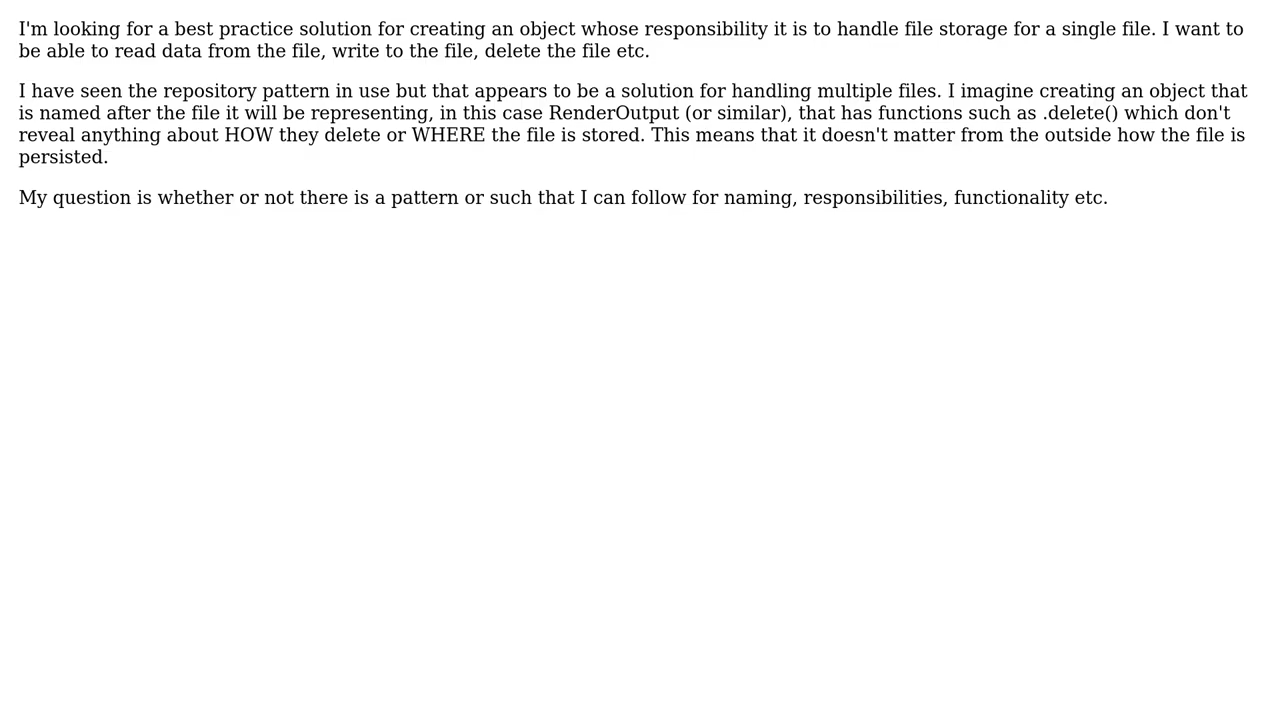 I'm looking for a best practice solution for creating an object whose responsibility it is to handle file storage for a single file. I want to
be able to read data from the file, write to the file, delete the file etc.
I have seen the repository pattern in use but that appears to be a solution for handling multiple files. I imagine creating an object that
is named after the file it will be representing, in this case RenderOutput (or similar), that has functions such as .delete() which don't
reveal anything about HOW they delete or WHERE the file is stored. This means that it doesn't matter from the outside how the file is
persisted.
My question is whether or not there is a pattern or such that I can follow for naming, responsibilities, functionality etc.